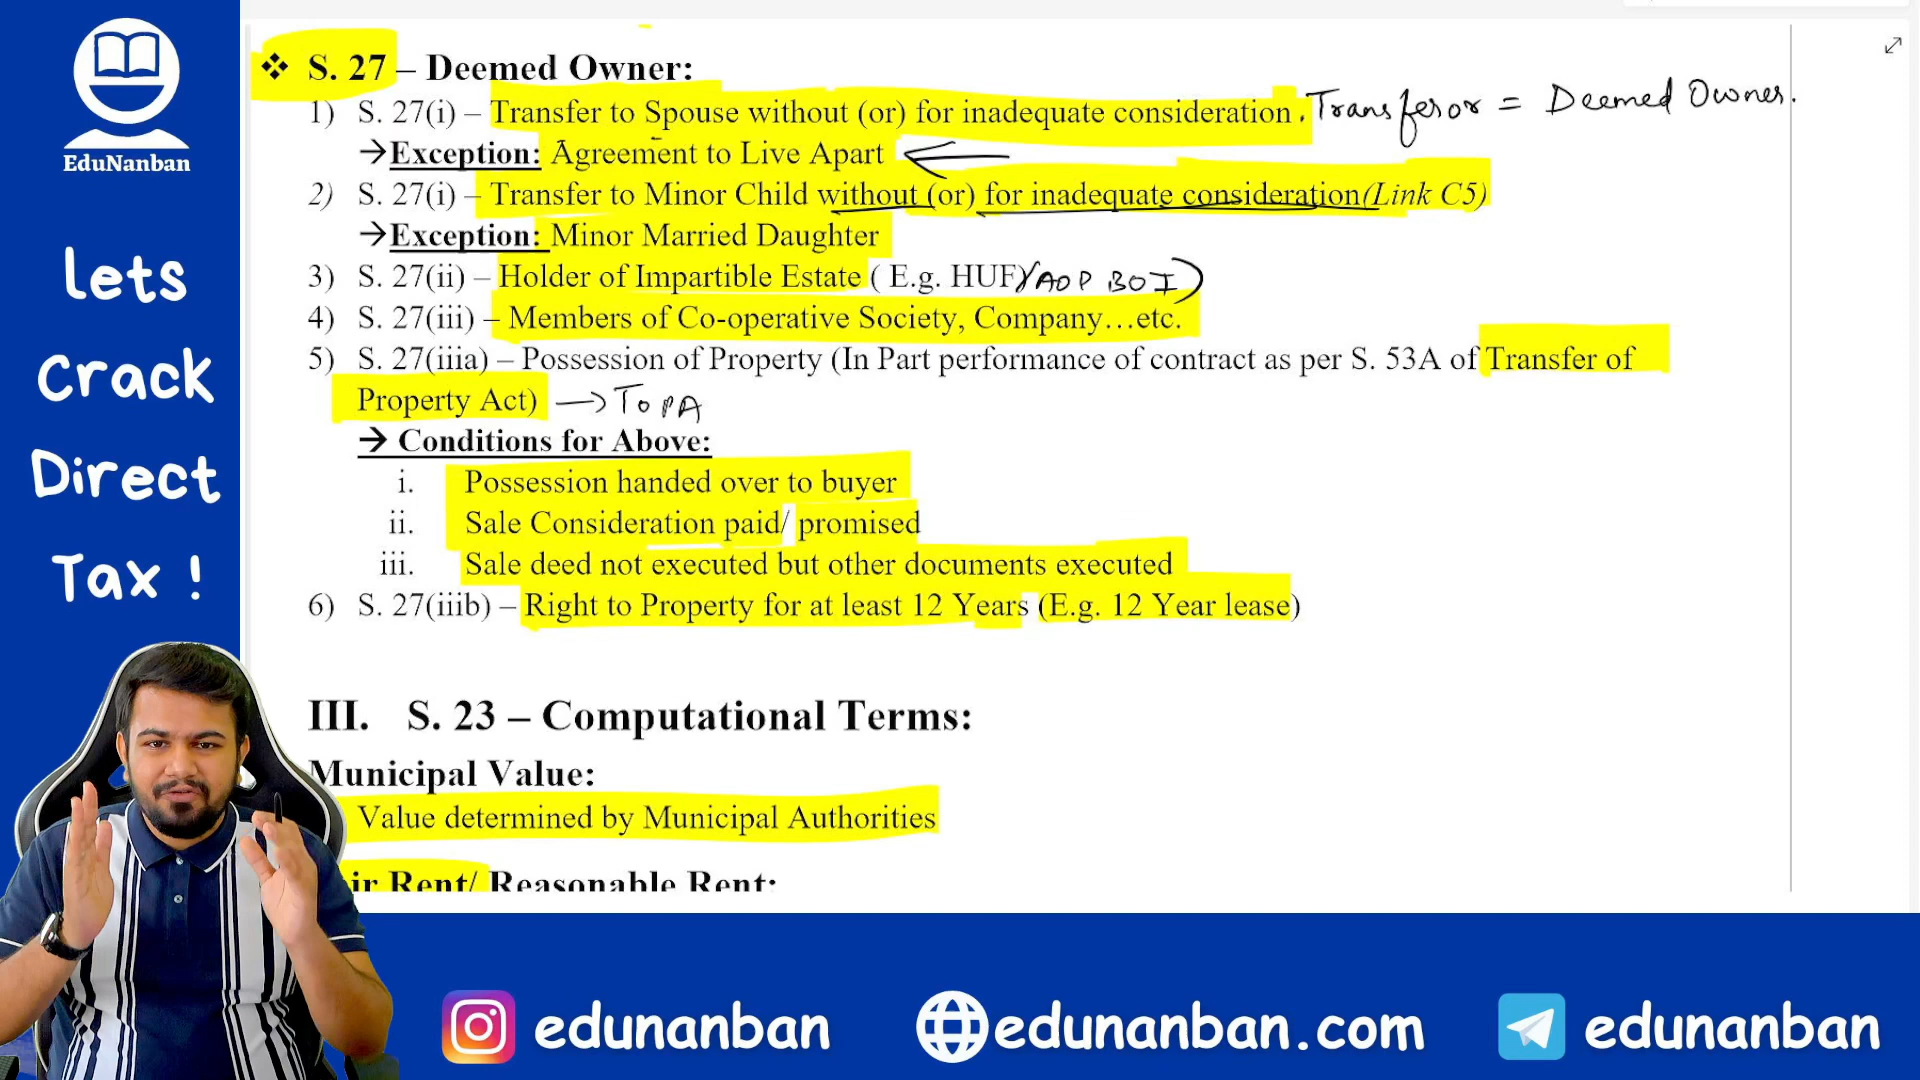 EduNanban
Lets
Crack
Direct
Tax !
❖ S. 27 – Deemed Owner:
1) S. 27(i) – Transfer to Spouse without (or) for inadequate consideration. Transferor = Deemed Owner.
→Exception: Agreement to Live Apart
2) S. 27(i) – Transfer to Minor Child without (or) for inadequate consideration(Link C5)
→Exception: Minor Married Daughter
3) S. 27(ii) – Holder of Impartible Estate ( E.g. HUF)/AOP BOI)
4) S. 27(iii) – Members of Co-operative Society, Company…etc.
5) S. 27(iiia) – Possession of Property (In Part performance of contract as per S. 53A of Transfer of
Property Act) → TOPA
→ Conditions for Above:
i. Possession handed over to buyer
ii. Sale Consideration paid/ promised
iii. Sale deed not executed but other documents executed
6) S. 27(iiib) – Right to Property for at least 12 Years (E.g. 12 Year lease)
III. S. 23 – Computational Terms:
Municipal Value:
Value determined by Municipal Authorities
ir Rent/ Reasonable Rent:
edunanban
edunanban.com
edunanban